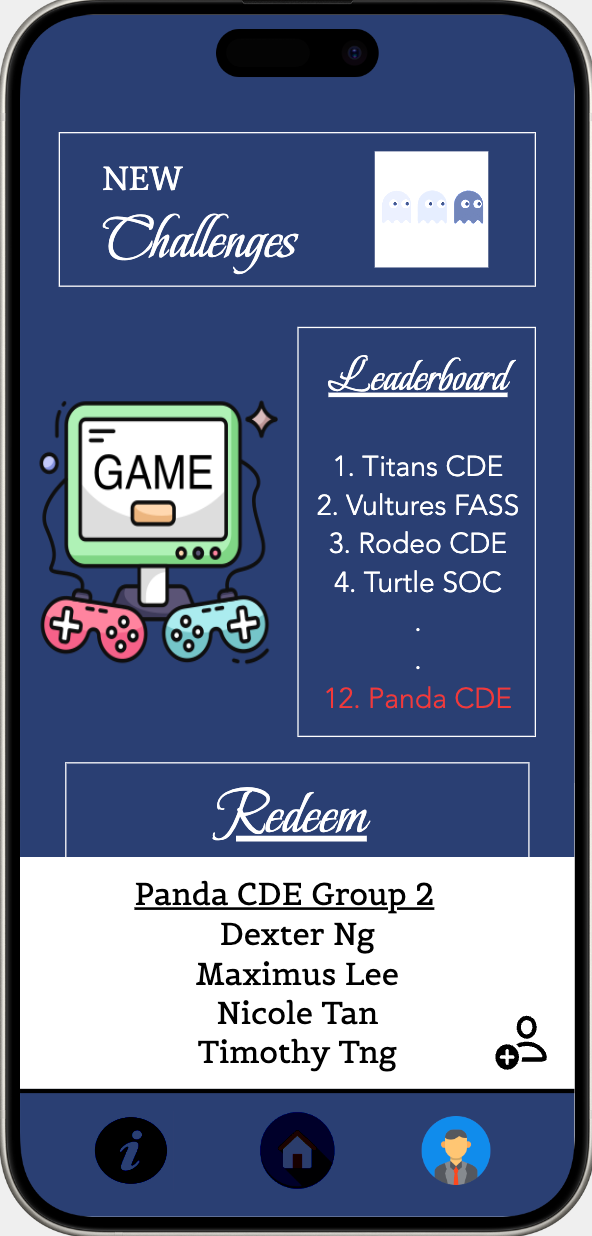 NEW
Challenges
GAME
Leaderboard
1. Titans CDE
2. Vultures FASS
3. Rodeo CDE
4. Turtle SOC
.
.
12. Panda CDE
Redeem
Panda CDE Group 2
Dexter Ng
Maximus Lee
Nicole Tan
Timothy Tng
i